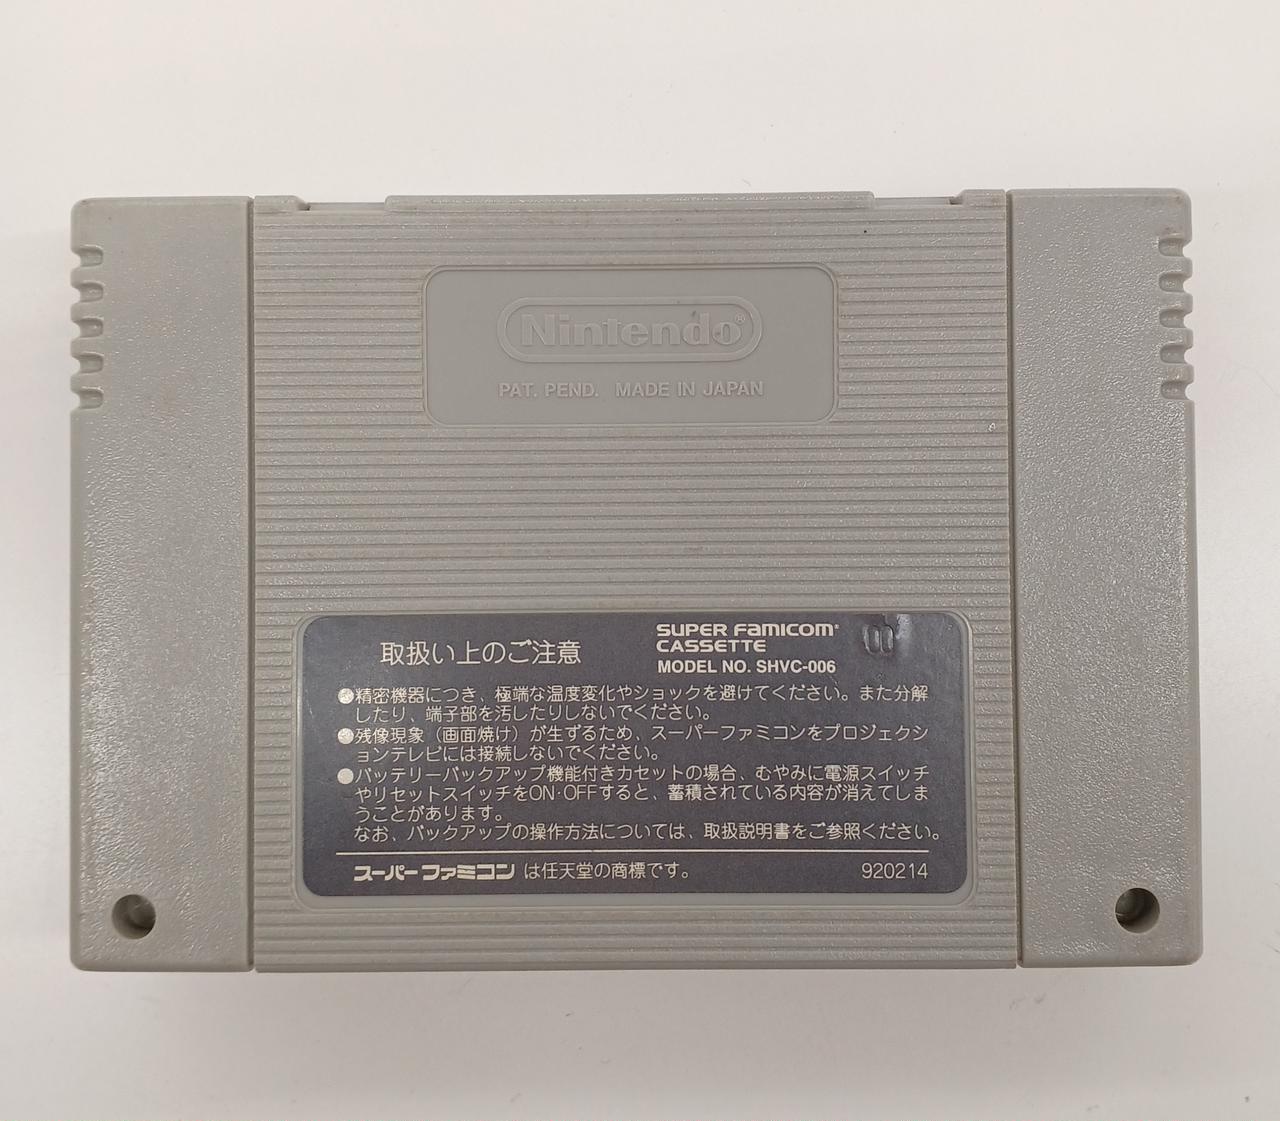 Nintendo®
PAT. PEND. MADE IN JAPAN
取扱い上のご注意
SUPER FAMICOM®
CASSETTE
MODEL NO. SHVC-006
●精密機器につき、極端な温度変化やショックを避けてください。また分解
したり、端子部を汚したりしないでください。
●残像現象（画面焼け）が生ずるため、スーパーファミコンをプロジェクシ
ョンテレビには接続しないでください。
●バッテリーバックアップ機能付きカセットの場合、むやみに電源スイッチ
やリセットスイッチをON·OFFすると、蓄積されている内容が消えてしま
うことがあります。
なお、バックアップの操作方法については、取扱説明書をご参照ください。
スーパーファミコンは任天堂の商標です。
920214